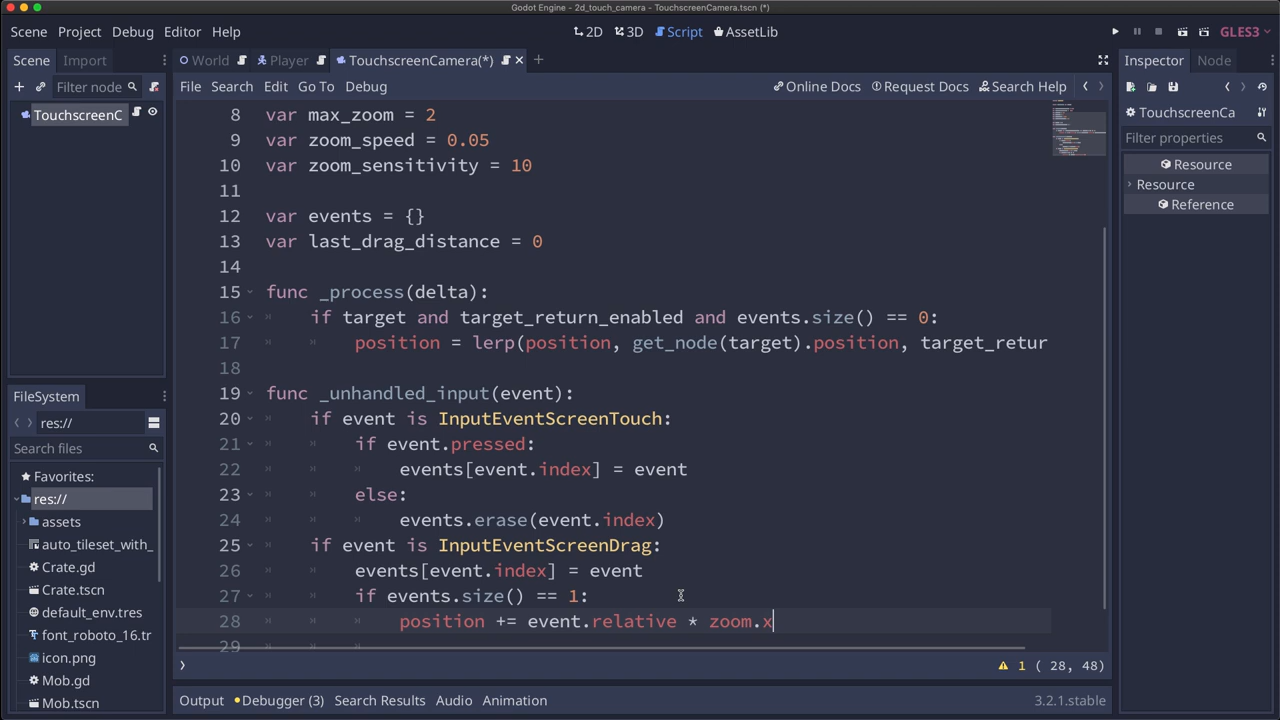 Godot Engine - 2d_touch_camera - TouchscreenCamera.tscn (*)
Scene Project Debug Editor Help
2D 3D Script AssetLib
GLES3
Scene Import
World Player TouchscreenCamera(*)
Inspector Node
Filter node
File Search Edit Go To Debug
Online Docs Request Docs Search Help
TouchscreenC
TouchscreenCa
Filter properties
Resource
Resource
Reference
8 var max_zoom = 2
9 var zoom_speed = 0.05
10 var zoom_sensitivity = 10
11
12 var events = {}
13 var last_drag_distance = 0
14
15 func _process(delta):
16 if target and target_return_enabled and events.size() == 0:
17 position = lerp(position, get_node(target).position, target_retur
18
19 func _unhandled_input(event):
20 if event is InputEventScreenTouch:
21 if event.pressed:
22 events[event.index] = event
23 else:
24 events.erase(event.index)
25 if event is InputEventScreenDrag:
26 events[event.index] = event
27 if events.size() == 1:
28 position += event.relative * zoom.x
29
FileSystem
res://
Search files
Favorites:
res://
assets
auto_tileset_with_
Crate.gd
Crate.tscn
default_env.tres
font_roboto_16.tr
icon.png
Mob.gd
Mob.tscn
1 ( 28, 48)
Output Debugger (3) Search Results Audio Animation
3.2.1.stable